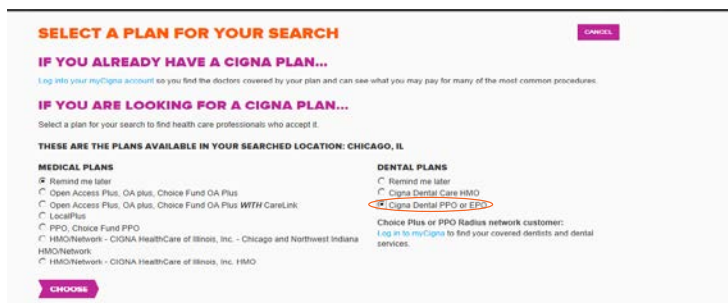 SELECT A PLAN FOR YOUR SEARCH
CANCEL
IF YOU ALREADY HAVE A CIGNA PLAN...
Log into your myCigna account so you find the doctors covered by your plan and can see what you may pay for many of the most common procedures.
IF YOU ARE LOOKING FOR A CIGNA PLAN...
Select a plan for your search to find health care professionals who accept it.
THESE ARE THE PLANS AVAILABLE IN YOUR SEARCHED LOCATION: CHICAGO, IL
MEDICAL PLANS
Remind me later
Open Access Plus, OA plus, Choice Fund OA Plus
Open Access Plus, OA Plus, Choice Fund OA Plus WITH CareLink
LocalPlus
PPO, Choice Fund PPO
HMO/Network - CIGNA HealthCare of Illinois, Inc. - Chicago and Northwest Indiana
HMO/Network
HMO/Network - CIGNA HealthCare of Illinois, Inc. HMO
DENTAL PLANS
Remind me later
Cigna Dental Care HMO
Cigna Dental PPO or EPO
Choice Plus or PPO Radius network customer:
Log in to myCigna to find your covered dentists and dental
services.
CHOOSE